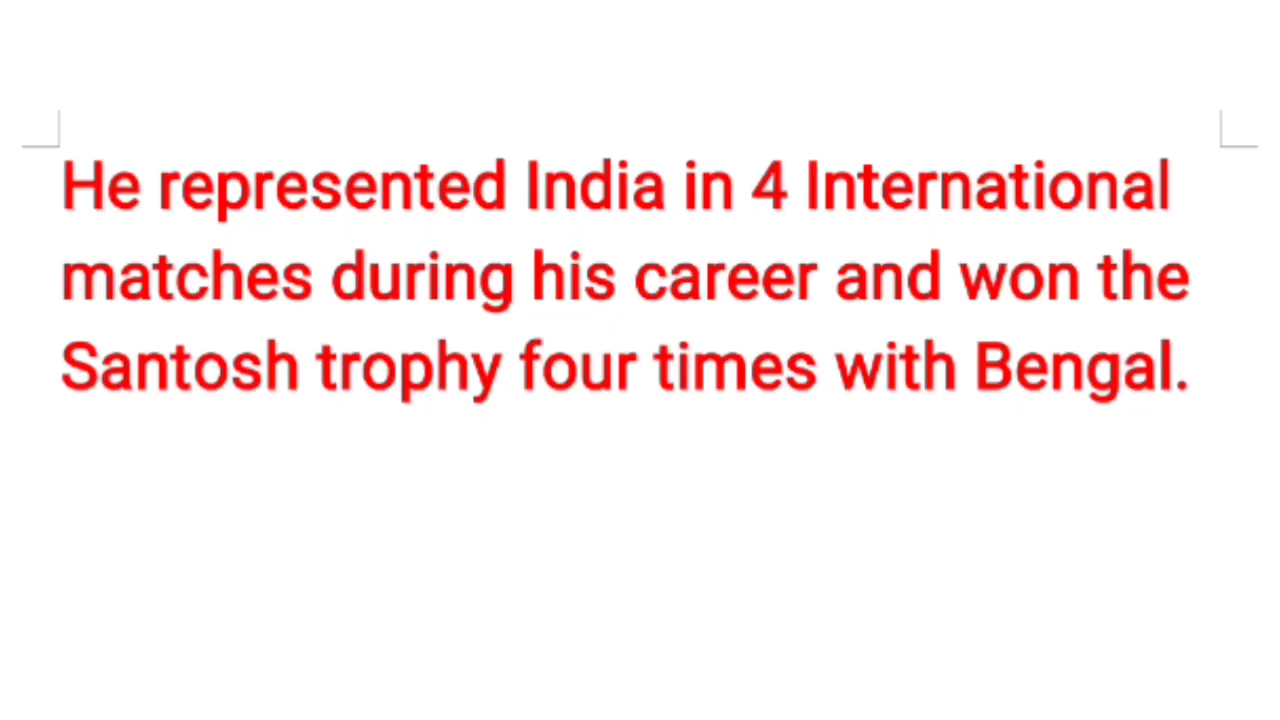 He represented India in 4 International
matches during his career and won the
Santosh trophy four times with Bengal.